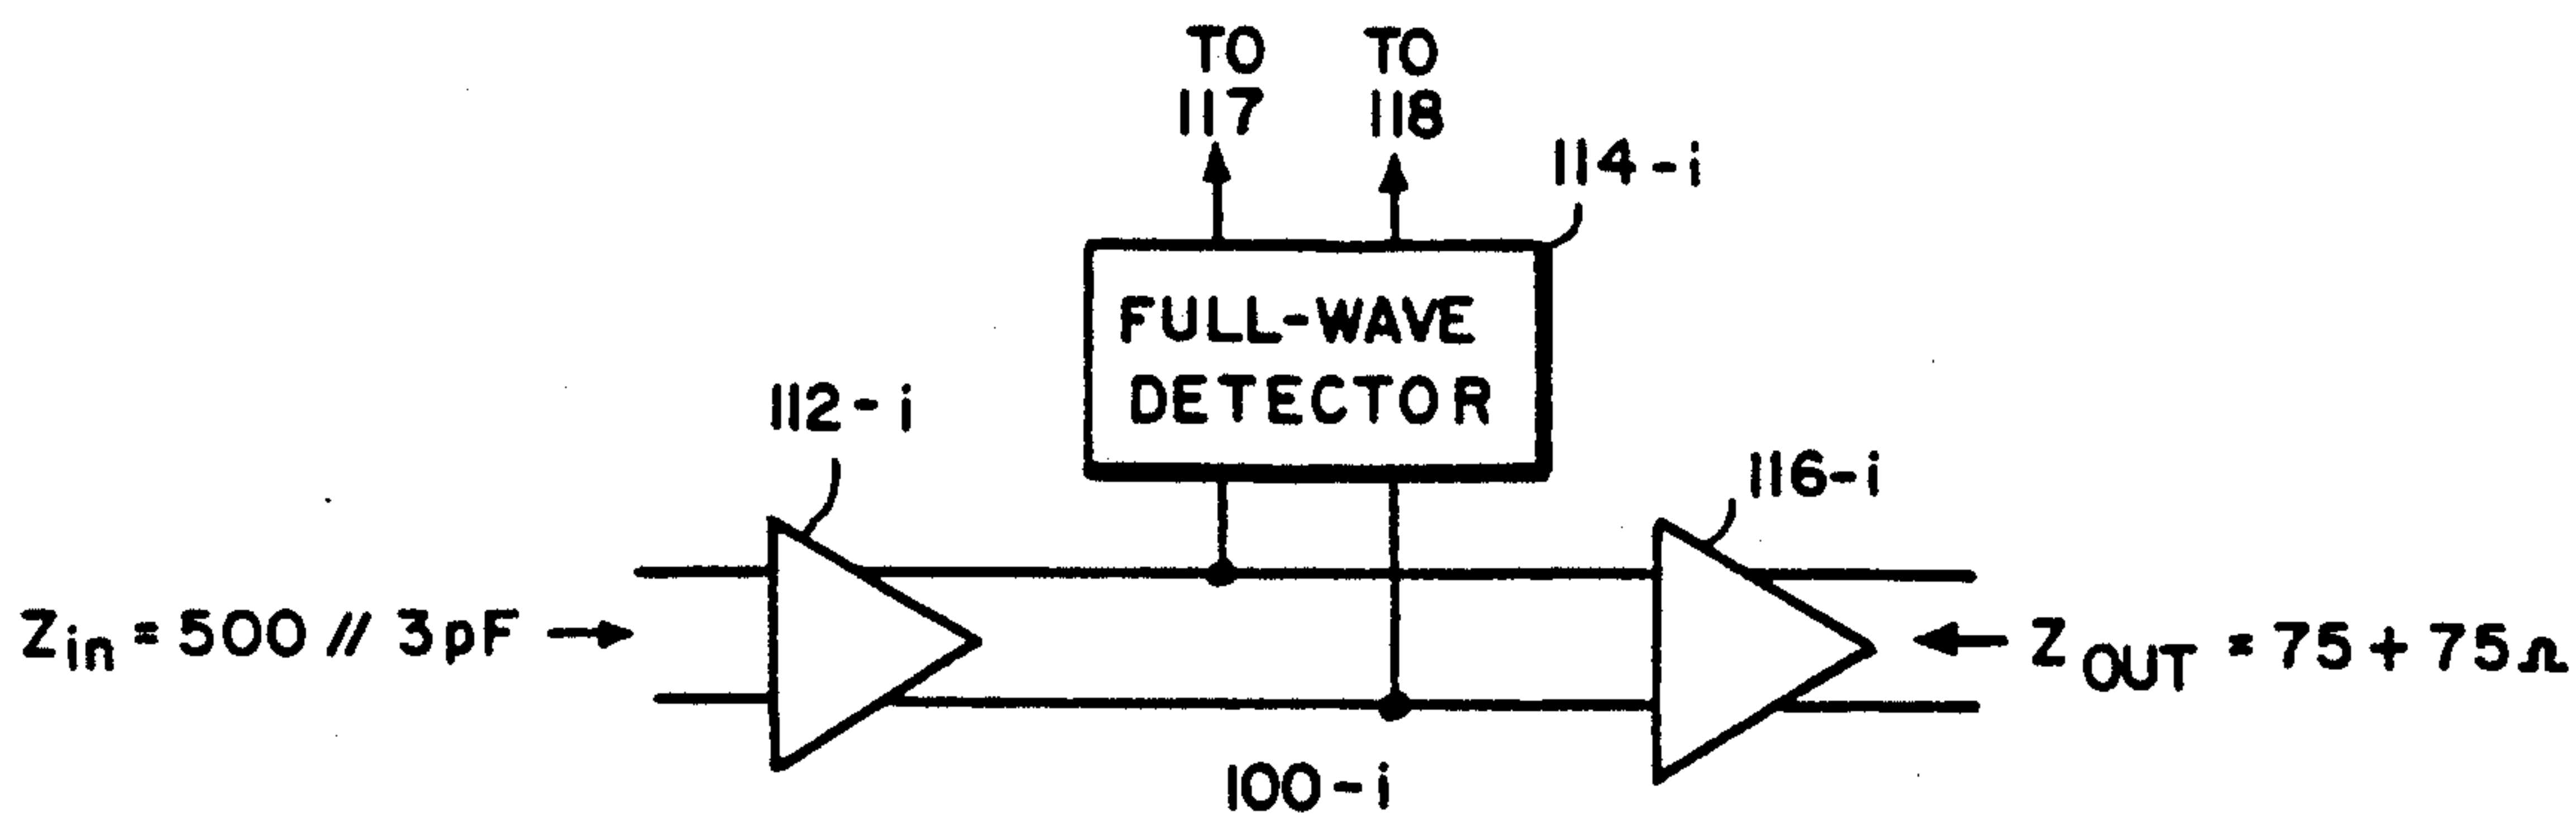 TO TO
117 118
114-i
FULL-WAVE
DETECTOR
112-i
116-i
Zin = 500 // 3pF
ZOUT = 75 + 75Ω
100-i